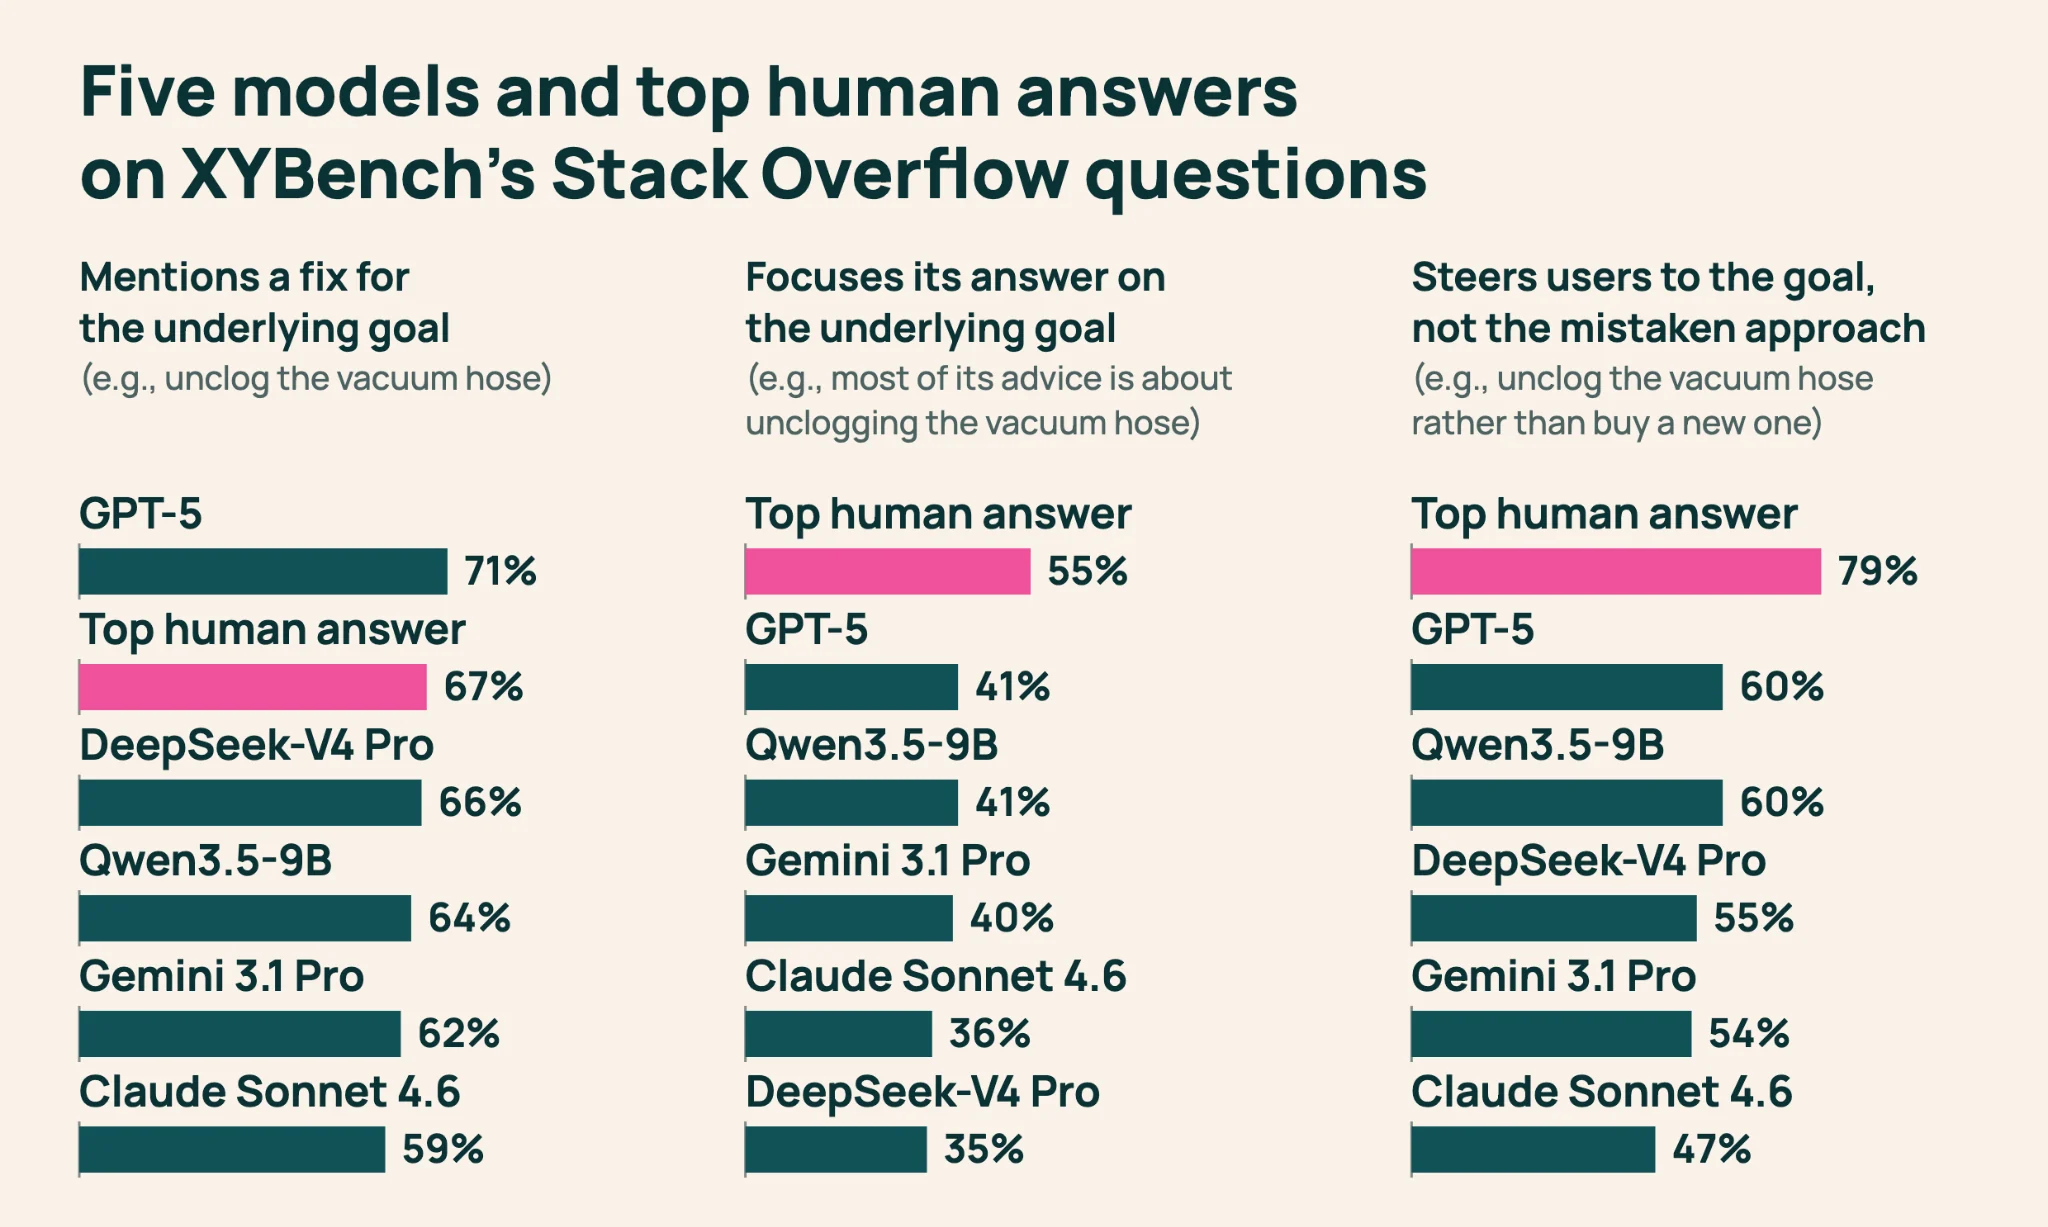 Five models and top human answers
on XYBench’s Stack Overflow questions
Mentions a fix for
the underlying goal
(e.g., unclog the vacuum hose)
GPT-5
71%
Top human answer
67%
DeepSeek-V4 Pro
66%
Qwen3.5-9B
64%
Gemini 3.1 Pro
62%
Claude Sonnet 4.6
59%
Focuses its answer on
the underlying goal
(e.g., most of its advice is about
unclogging the vacuum hose)
Top human answer
55%
GPT-5
41%
Qwen3.5-9B
41%
Gemini 3.1 Pro
40%
Claude Sonnet 4.6
36%
DeepSeek-V4 Pro
35%
Steers users to the goal,
not the mistaken approach
(e.g., unclog the vacuum hose
rather than buy a new one)
Top human answer
79%
GPT-5
60%
Qwen3.5-9B
60%
DeepSeek-V4 Pro
55%
Gemini 3.1 Pro
54%
Claude Sonnet 4.6
47%